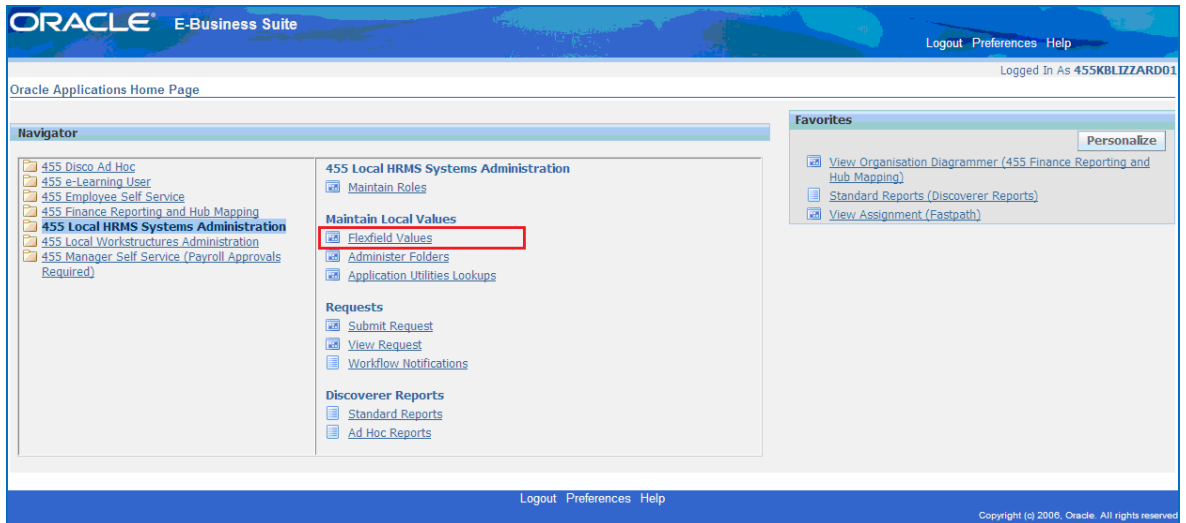 ORACLE E-Business Suite
Logout Preferences Help
Logged In As 455KBLIZZARD01
Oracle Applications Home Page
Navigator
455 Disco Ad Hoc
455 e-Learning User
455 Employee Self Service
455 Finance Reporting and Hub Mapping
455 Local HRMS Systems Administration
455 Local Workstructures Administration
455 Manager Self Service (Payroll Approvals
Required)
455 Local HRMS Systems Administration
Maintain Roles
Maintain Local Values
Flexfield Values
Administer Folders
Application Utilities Lookups
Requests
Submit Request
View Request
Workflow Notifications
Discoverer Reports
Standard Reports
Ad Hoc Reports
Favorites
Personalize
View Organisation Diagrammer (455 Finance Reporting and
Hub Mapping)
Standard Reports (Discoverer Reports)
View Assignment (Fastpath)
Logout Preferences Help
Copyright (c) 2006, Oracle. All rights reserved